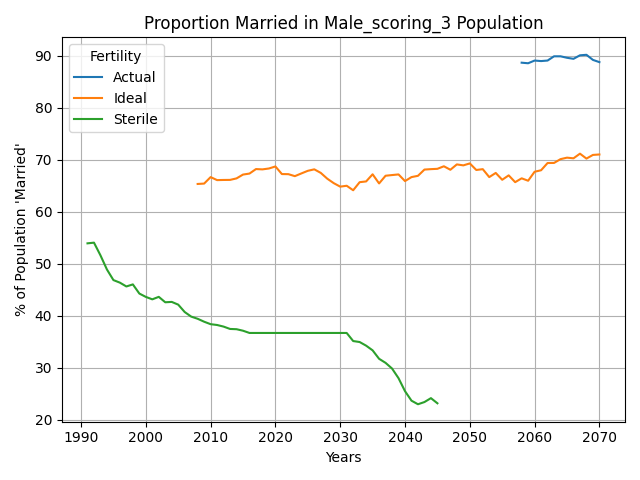 Proportion Married in Male_scoring_3 Population
% of Population 'Married'
90
80
70
60
50
40
30
20
Fertility
Actual
Ideal
Sterile
1990 2000 2010 2020 2030 2040 2050 2060 2070
Years